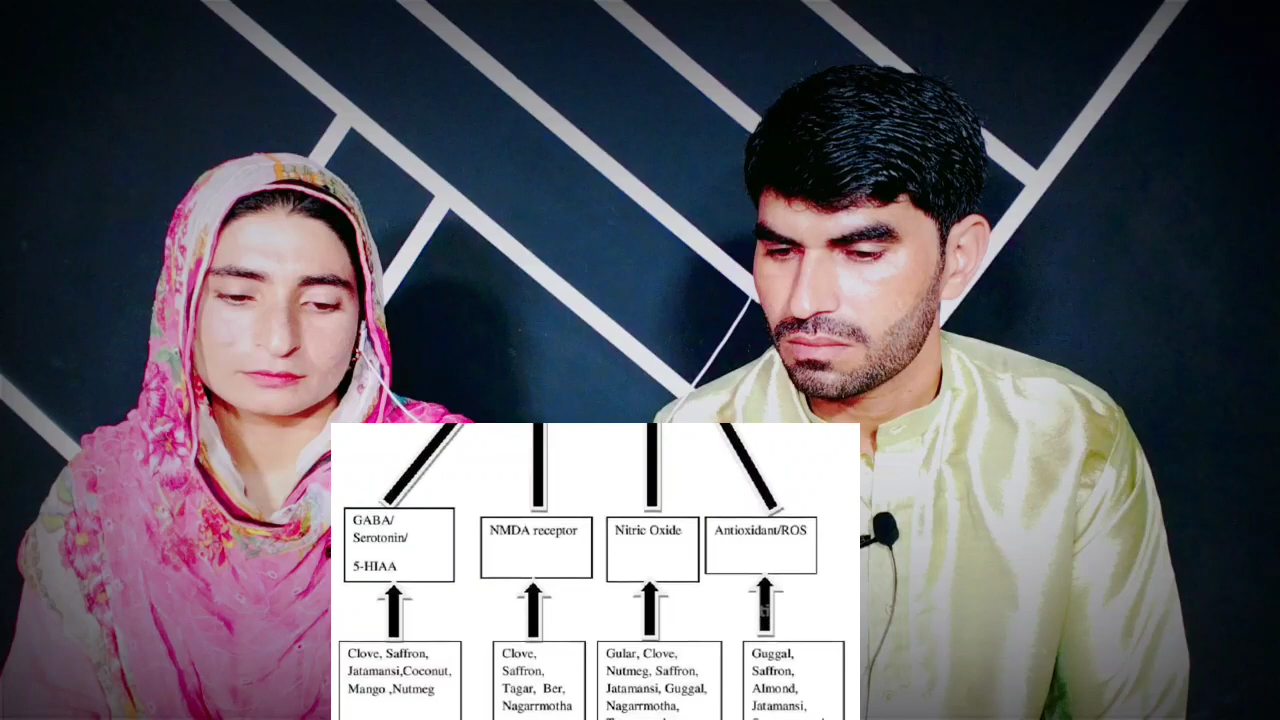 GABA/
Serotonin/
5-HIAA
NMDA receptor
Nitric Oxide
Antioxidant/ROS
Clove, Saffron,
Jatamansi,Coconut,
Mango ,Nutmeg
Clove,
Saffron,
Tagar, Ber,
Nagarrmotha
Gular, Clove,
Nutmeg, Saffron,
Jatamansi, Guggal,
Nagarrmotha,
Guggal,
Saffron,
Almond,
Jatamansi,